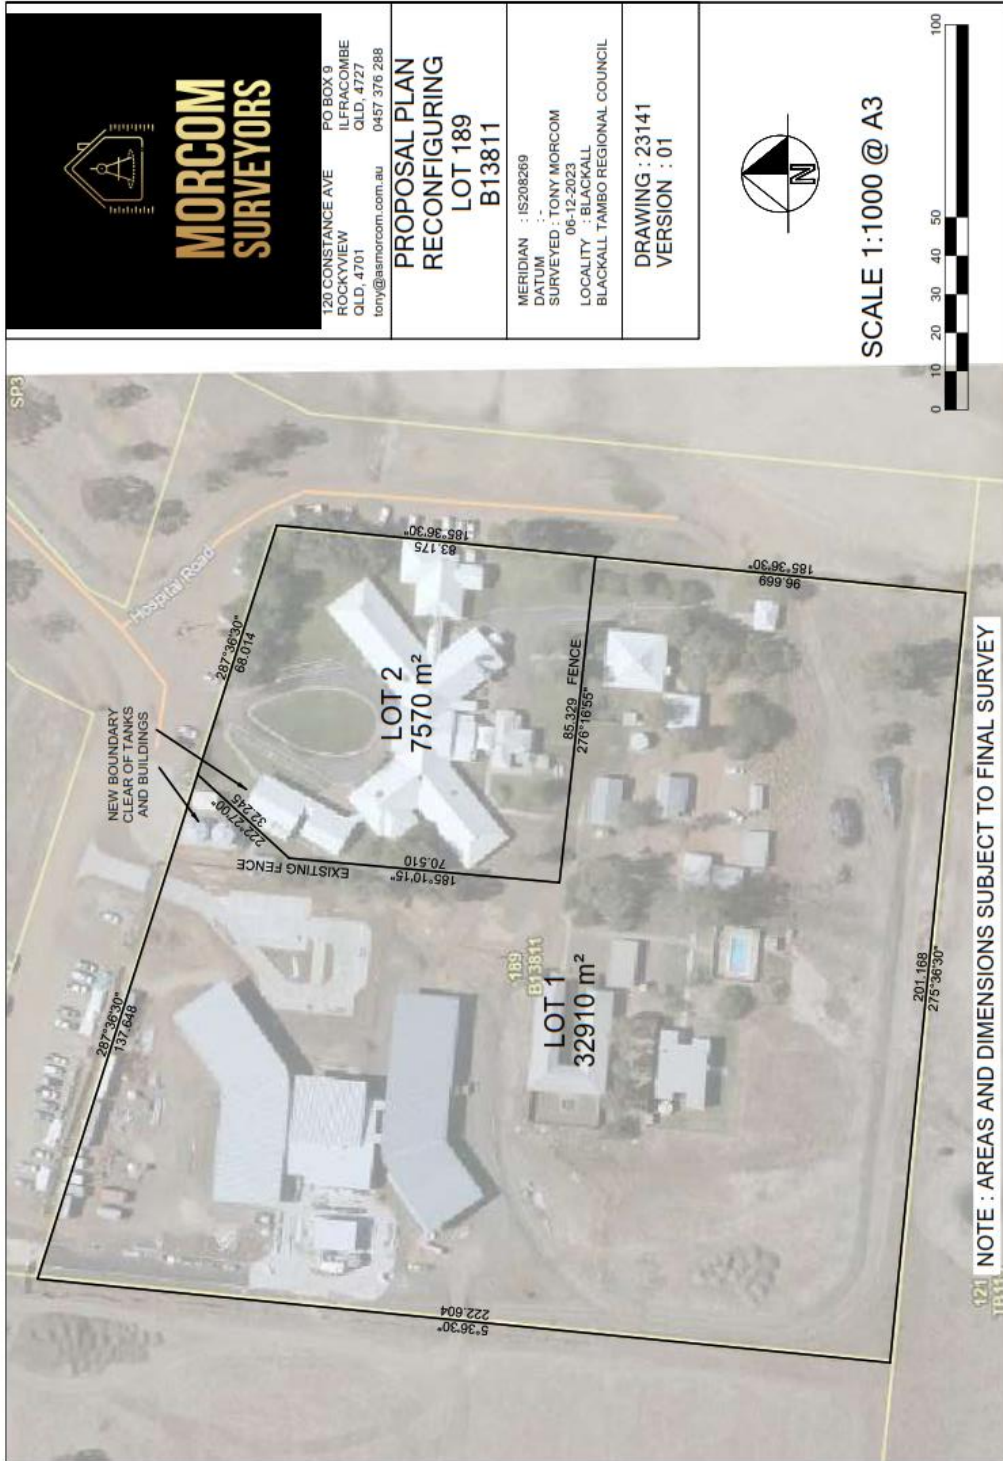 MORCOM
SURVEYORS
120 CONSTANCE AVE
ROCKYVIEW
QLD, 4701
tony@asmorcom.com.au
PO BOX 9
ILFRACOMBE
QLD, 4727
0457 376 288
PROPOSAL PLAN
RECONFIGURING
LOT 189
B13811
MERIDIAN : IS208269
DATUM : -
SURVEYED : TONY MORCOM
06-12-2023
LOCALITY : BLACKALL
BLACKALL TAMBO REGIONAL COUNCIL
DRAWING : 23141
VERSION : 01
N
SCALE 1:1000 @ A3
0 10 20 30 40 50 100
SP3
Hospital Road
NEW BOUNDARY
CLEAR OF TANKS
AND BUILDINGS
287°36'30"
68.014
185°36'30"
83.175
LOT 2
7570 m²
222°27'00"
32.245
EXISTING FENCE
185°10'15"
70.510
85.329 FENCE
276°16'55"
185°36'30"
96.669
287°36'30"
137.648
189
B13811
LOT 1
32910 m²
5°36'30"
222.604
201.168
275°36'30"
121
NOTE : AREAS AND DIMENSIONS SUBJECT TO FINAL SURVEY